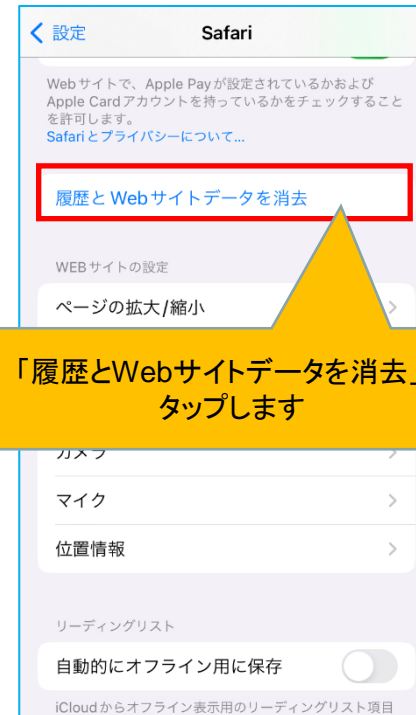 設定
Safari
Webサイトで、Apple Payが設定されているかおよび
Apple Cardアカウントを持っているかをチェックすること
を許可します。
Safariとプライバシーについて...
履歴とWebサイトデータを消去
WEBサイトの設定
ページの拡大/縮小
「履歴とWebサイトデータを消去」
タップします
カメラ
マイク
位置情報
リーディングリスト
自動的にオフライン用に保存
iCloudからオフライン表示用のリーディングリスト項目